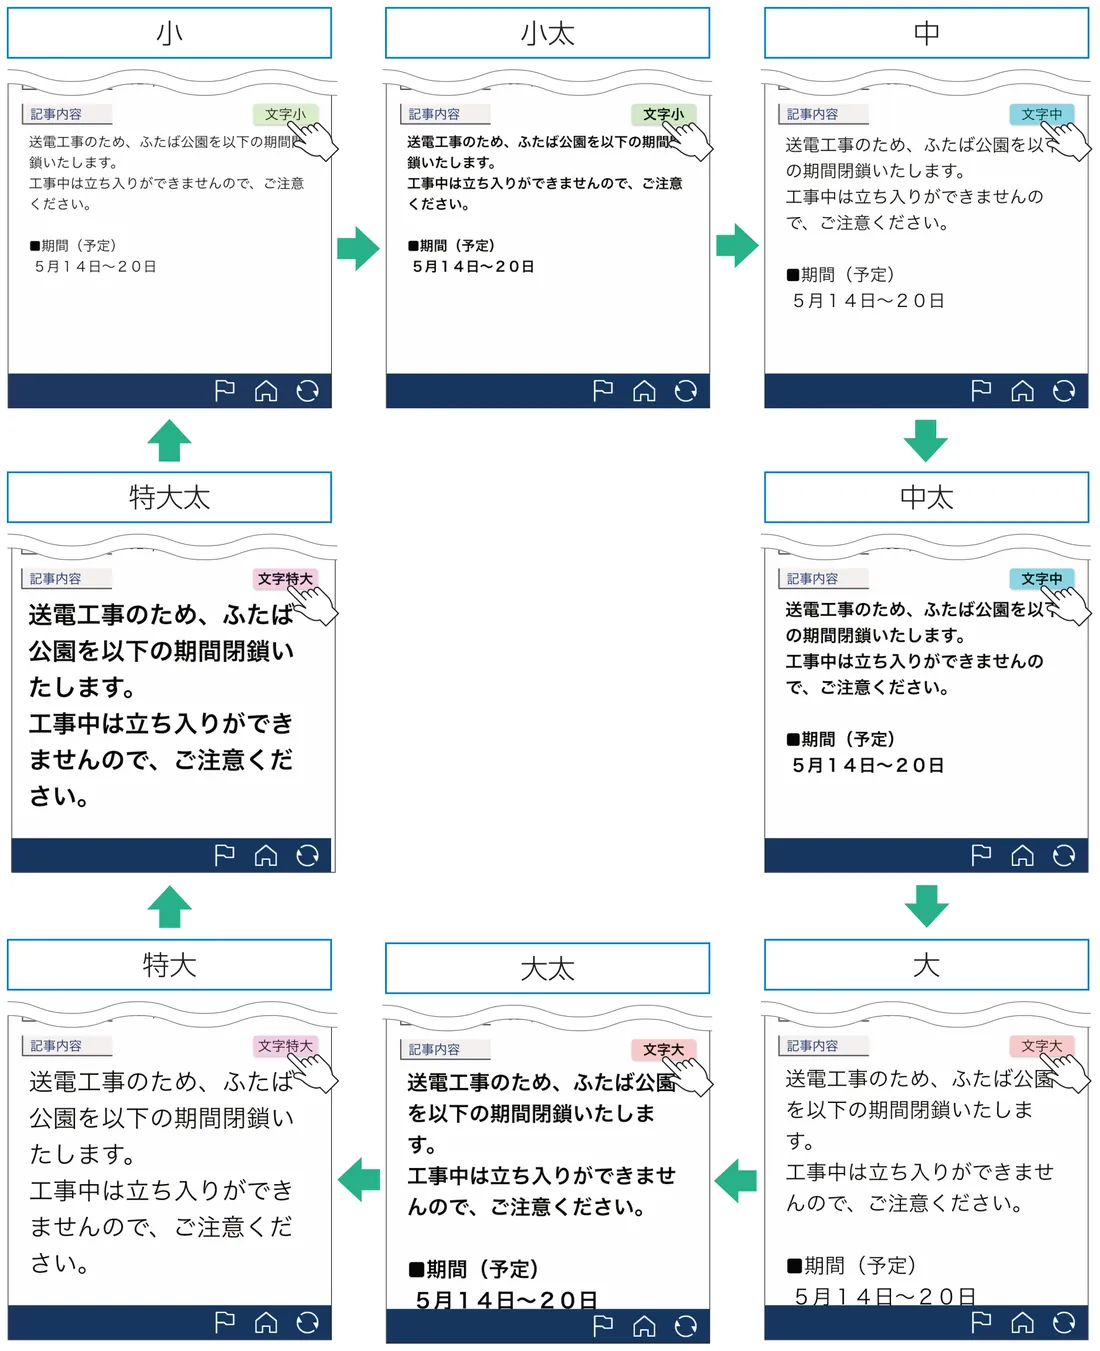 小
記事内容
文字小
送電工事のため、ふたば公園を以下の期間
鎖いたします。
工事中は立ち入りができませんので、ご注意
ください。
■期間（予定）
５月１４日～２０日
小太
記事内容
文字小
送電工事のため、ふたば公園を以下の期間
鎖いたします。
工事中は立ち入りができませんので、ご注意
ください。
■期間（予定）
５月１４日～２０日
中
記事内容
文字中
送電工事のため、ふたば公園を以下
の期間閉鎖いたします。
工事中は立ち入りができませんの
で、ご注意ください。
■期間（予定）
５月１４日～２０日
特大太
記事内容
文字特大
送電工事のため、ふたば
公園を以下の期間閉鎖い
たします。
工事中は立ち入りができ
ませんので、ご注意くだ
さい。
中太
記事内容
文字中
送電工事のため、ふたば公園を以下
の期間閉鎖いたします。
工事中は立ち入りができませんの
で、ご注意ください。
■期間（予定）
５月１４日～２０日
特大
記事内容
文字特大
送電工事のため、ふたば
公園を以下の期間閉鎖い
たします。
工事中は立ち入りができ
ませんので、ご注意くだ
さい。
大太
記事内容
文字大
送電工事のため、ふたば公園
を以下の期間閉鎖いたしま
す。
工事中は立ち入りができませ
んので、ご注意ください。
■期間（予定）
５月１４日～２０日
大
記事内容
文字大
送電工事のため、ふたば公園
を以下の期間閉鎖いたしま
す。
工事中は立ち入りができませ
んので、ご注意ください。
■期間（予定）
５月１４日～２０日